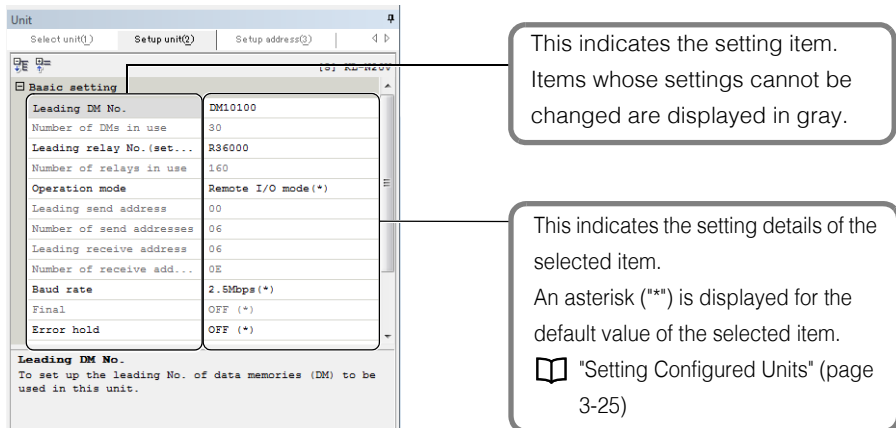 Unit
Select unit(1) Setup unit(2) Setup address(3)
[8] KL-N20V
Basic setting
Leading DM No. DM10100
Number of DMs in use 30
Leading relay No.(set... R36000
Number of relays in use 160
Operation mode Remote I/O mode(*)
Leading send address 00
Number of send addresses 06
Leading receive address 06
Number of receive add... 0E
Baud rate 2.5Mbps(*)
Final OFF (*)
Error hold OFF (*)
Leading DM No.
To set up the leading No. of data memories (DM) to be
used in this unit.
This indicates the setting item.
Items whose settings cannot be
changed are displayed in gray.
This indicates the setting details of the
selected item.
An asterisk ("*") is displayed for the
default value of the selected item.
"Setting Configured Units" (page
3-25)